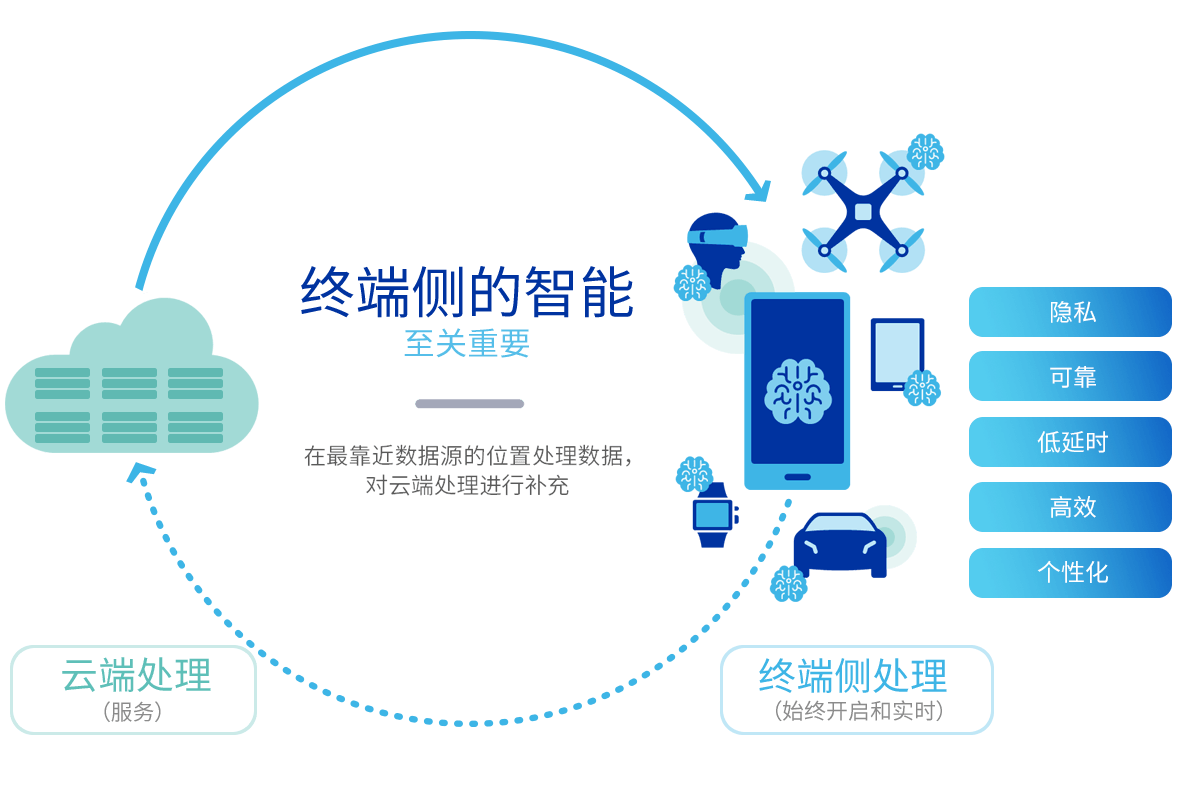 终端侧的智能
至关重要
在最靠近数据源的位置处理数据，
对云端处理进行补充
隐私
可靠
低延时
高效
个性化
云端处理
（服务）
终端侧处理
（始终开启和实时）